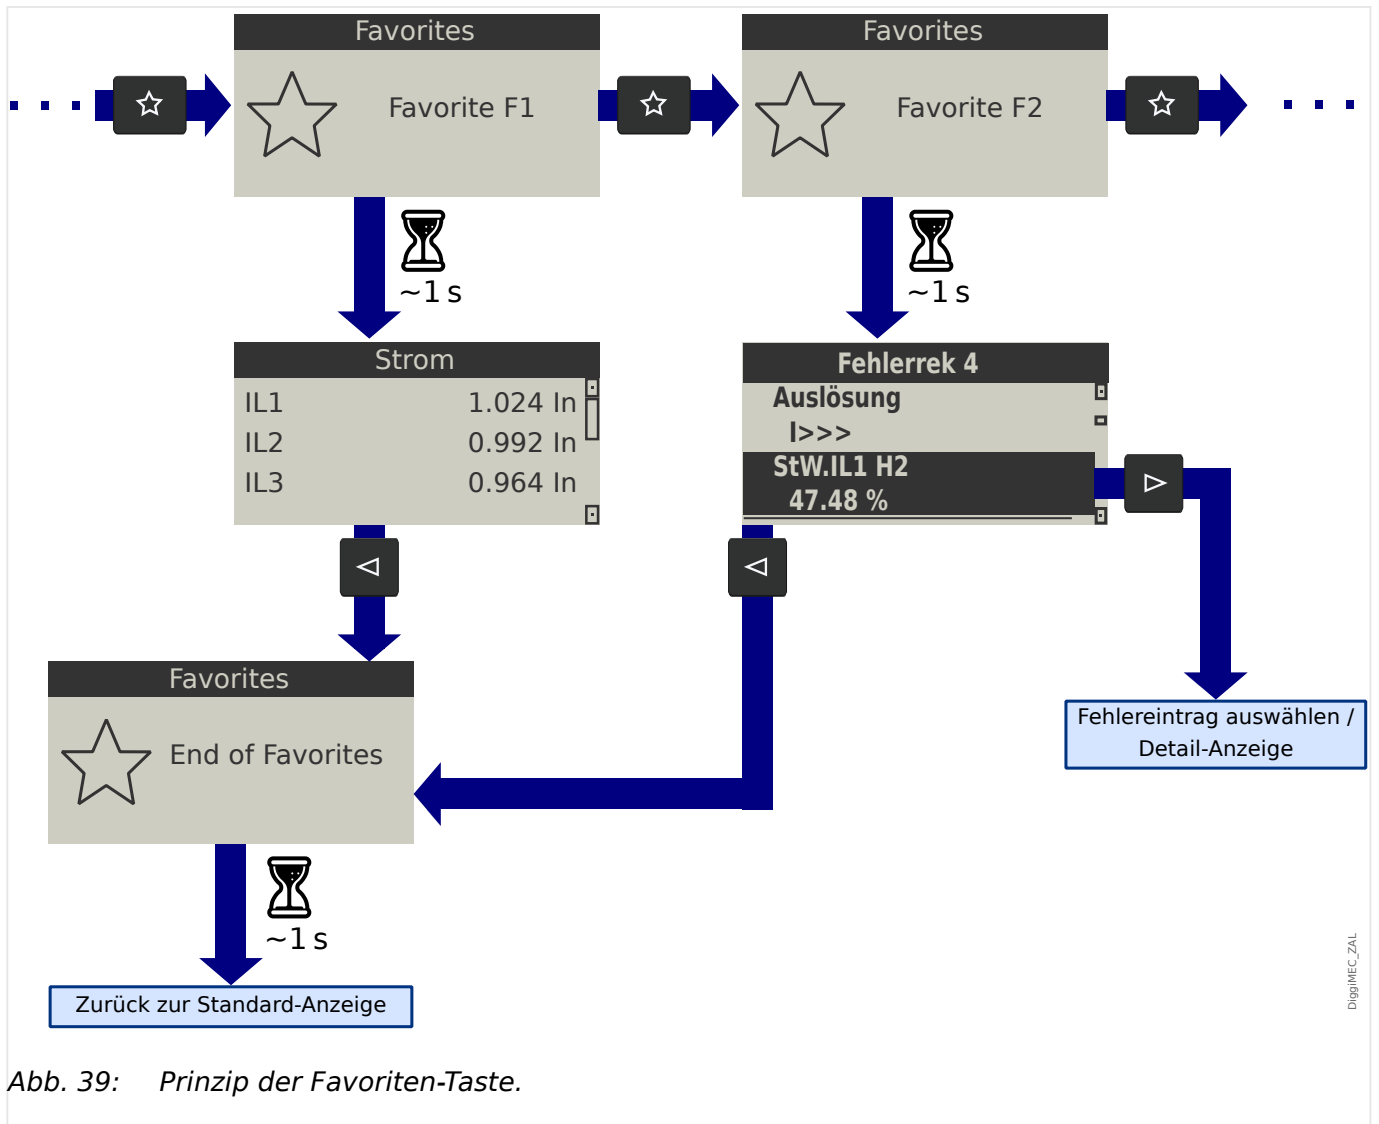 Favorites
Favorite F1
Favorites
Favorite F2
~1 s
~1 s
Strom
IL1 1.024 In
IL2 0.992 In
IL3 0.964 In
Fehlerrek 4
Auslösung
I>>>
StW.IL1 H2
47.48 %
Favorites
End of Favorites
Fehlereintrag auswählen /
Detail-Anzeige
~1 s
Zurück zur Standard-Anzeige
DiggiMEC_ZAL
Abb. 39: Prinzip der Favoriten-Taste.